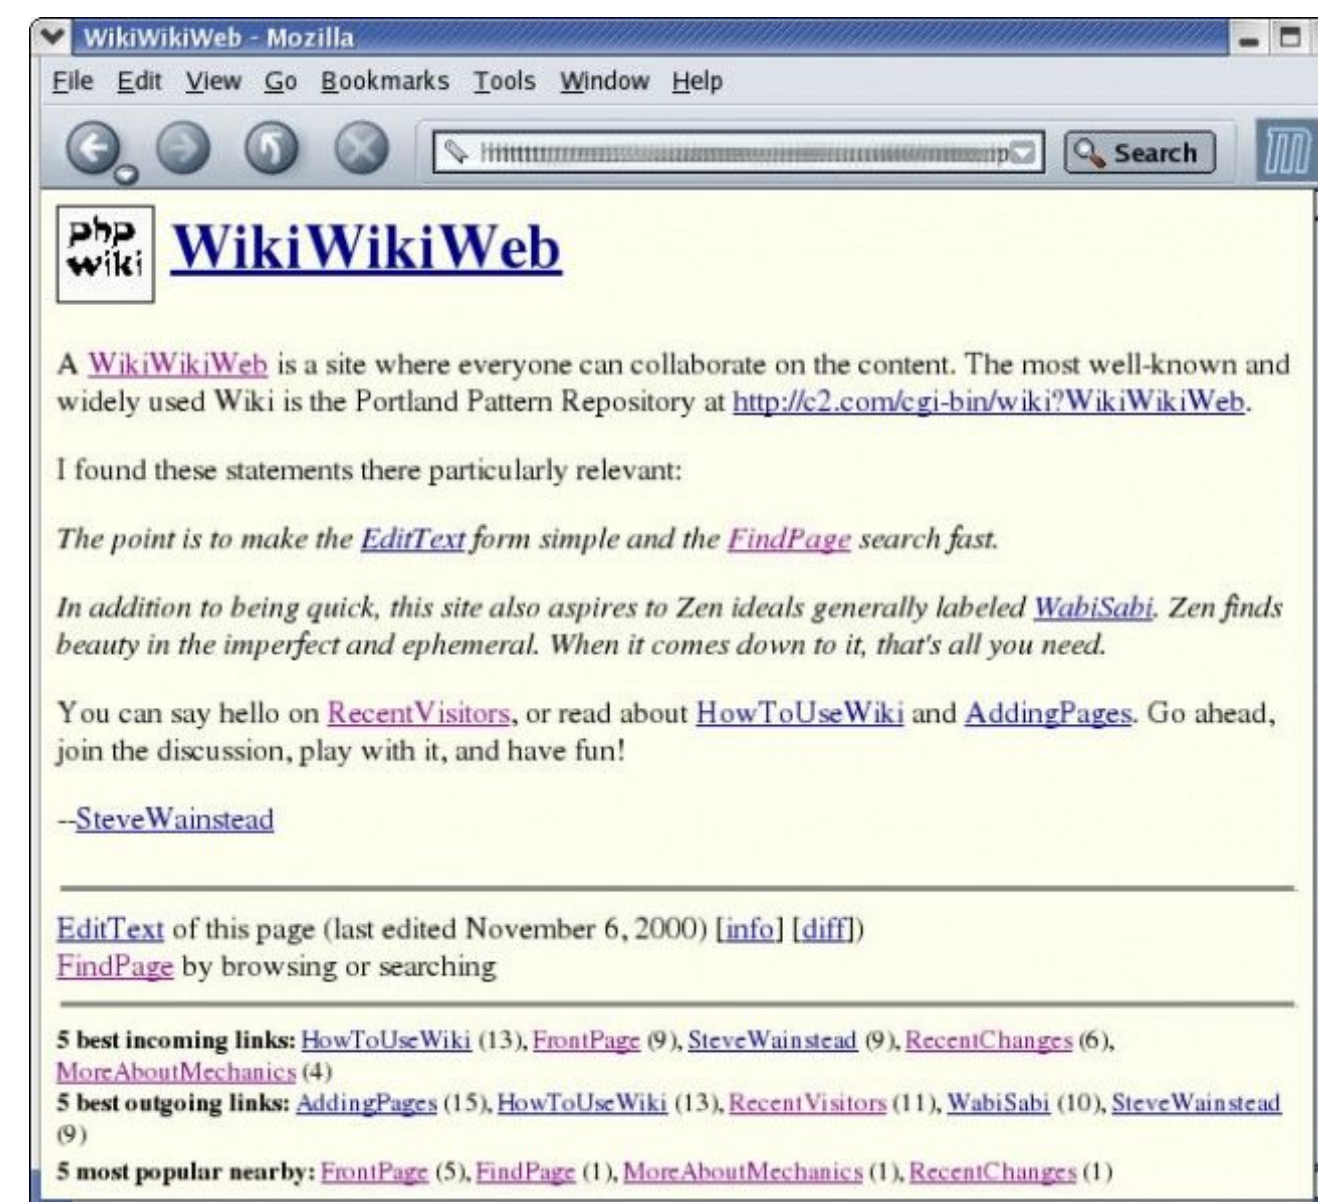 WikiWikiWeb - Mozilla
File Edit View Go Bookmarks Tools Window Help
Search
php
wiki
WikiWikiWeb
A WikiWikiWeb is a site where everyone can collaborate on the content. The most well-known and
widely used Wiki is the Portland Pattern Repository at http://c2.com/cgi-bin/wiki?WikiWikiWeb.
I found these statements there particularly relevant:
The point is to make the EditText form simple and the FindPage search fast.
In addition to being quick, this site also aspires to Zen ideals generally labeled WabiSabi. Zen finds
beauty in the imperfect and ephemeral. When it comes down to it, that's all you need.
You can say hello on RecentVisitors, or read about HowToUseWiki and AddingPages. Go ahead,
join the discussion, play with it, and have fun!
--SteveWainstead
EditText of this page (last edited November 6, 2000) [info] [diff])
FindPage by browsing or searching
5 best incoming links: HowToUseWiki (13), FrontPage (9), SteveWainstead (9), RecentChanges (6),
MoreAboutMechanics (4)
5 best outgoing links: AddingPages (15), HowToUseWiki (13), RecentVisitors (11), WabiSabi (10), SteveWainstead
(9)
5 most popular nearby: FrontPage (5), FindPage (1), MoreAboutMechanics (1), RecentChanges (1)